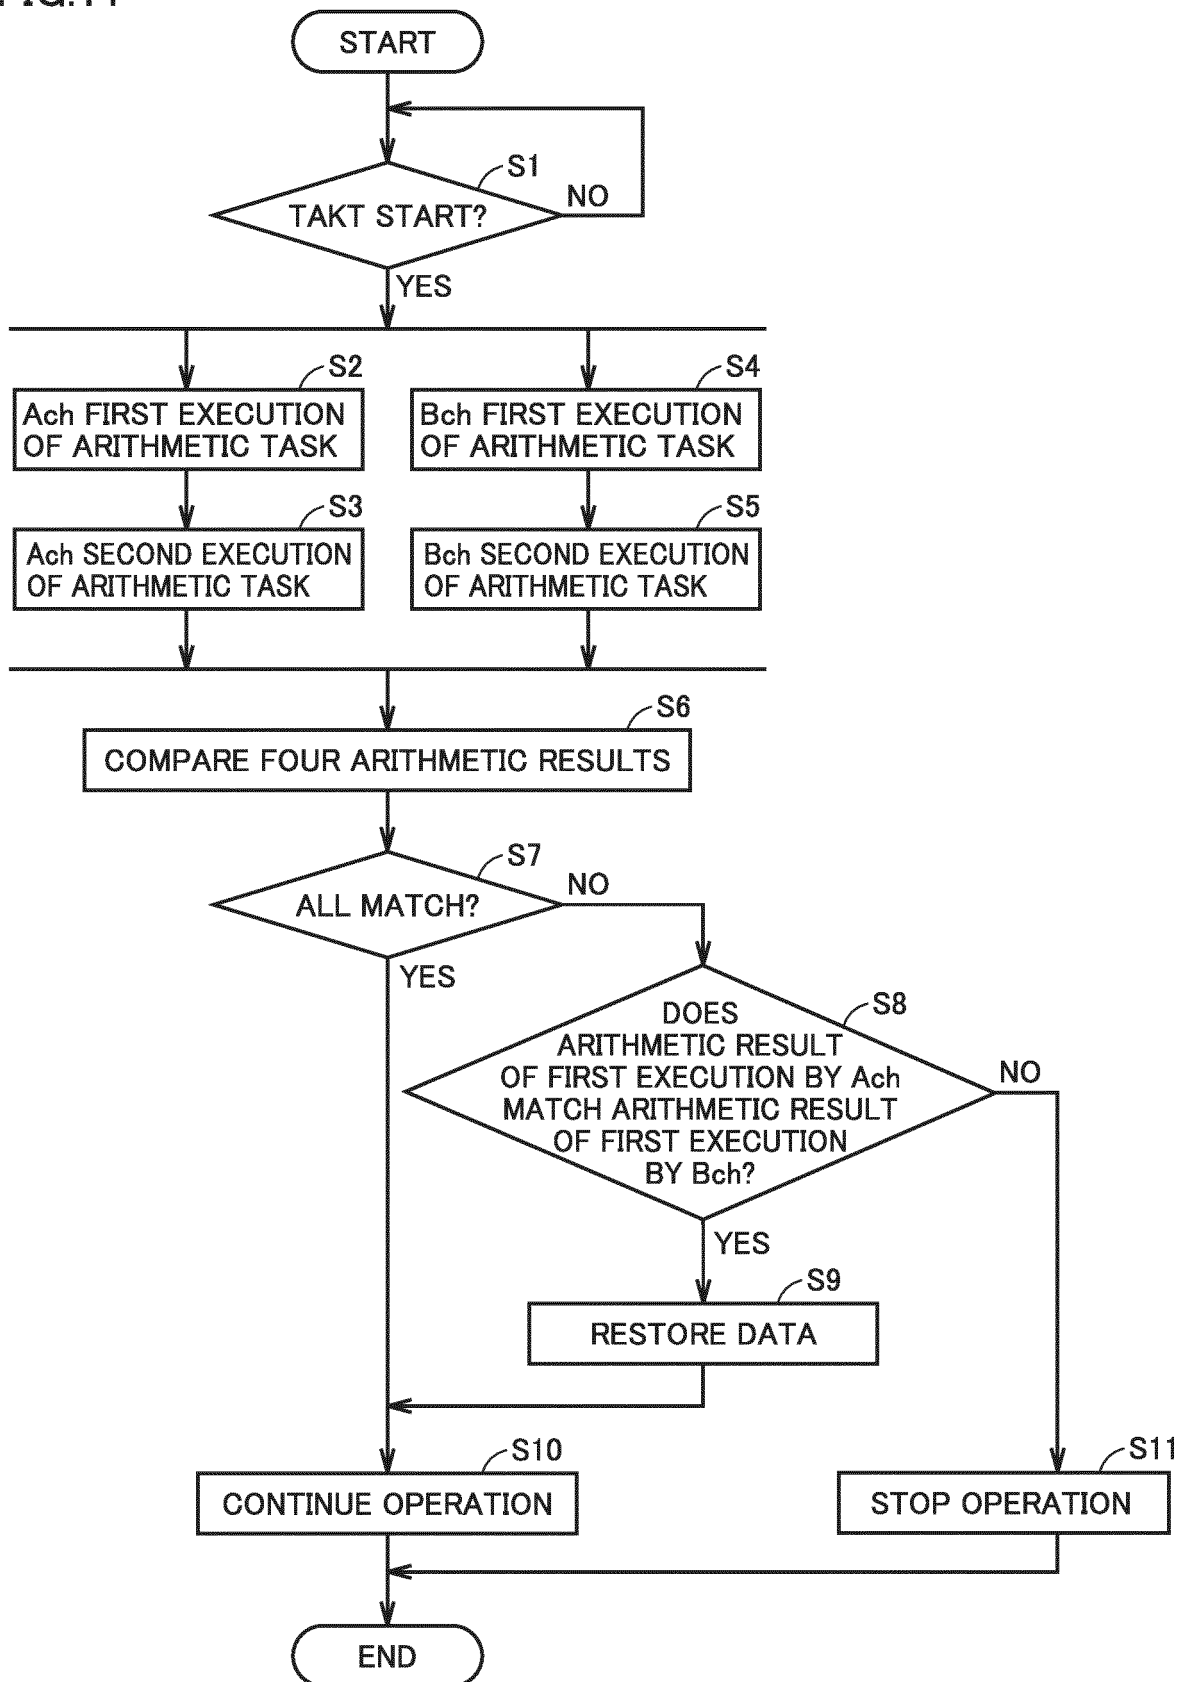 START
S1
TAKT START?
NO
YES
S2
Ach FIRST EXECUTION
OF ARITHMETIC TASK
S4
Bch FIRST EXECUTION
OF ARITHMETIC TASK
S3
Ach SECOND EXECUTION
OF ARITHMETIC TASK
S5
Bch SECOND EXECUTION
OF ARITHMETIC TASK
S6
COMPARE FOUR ARITHMETIC RESULTS
S7
ALL MATCH?
NO
YES
S8
DOES
ARITHMETIC RESULT
OF FIRST EXECUTION BY Ach
MATCH ARITHMETIC RESULT
OF FIRST EXECUTION
BY Bch?
NO
YES
S9
RESTORE DATA
S10
CONTINUE OPERATION
S11
STOP OPERATION
END